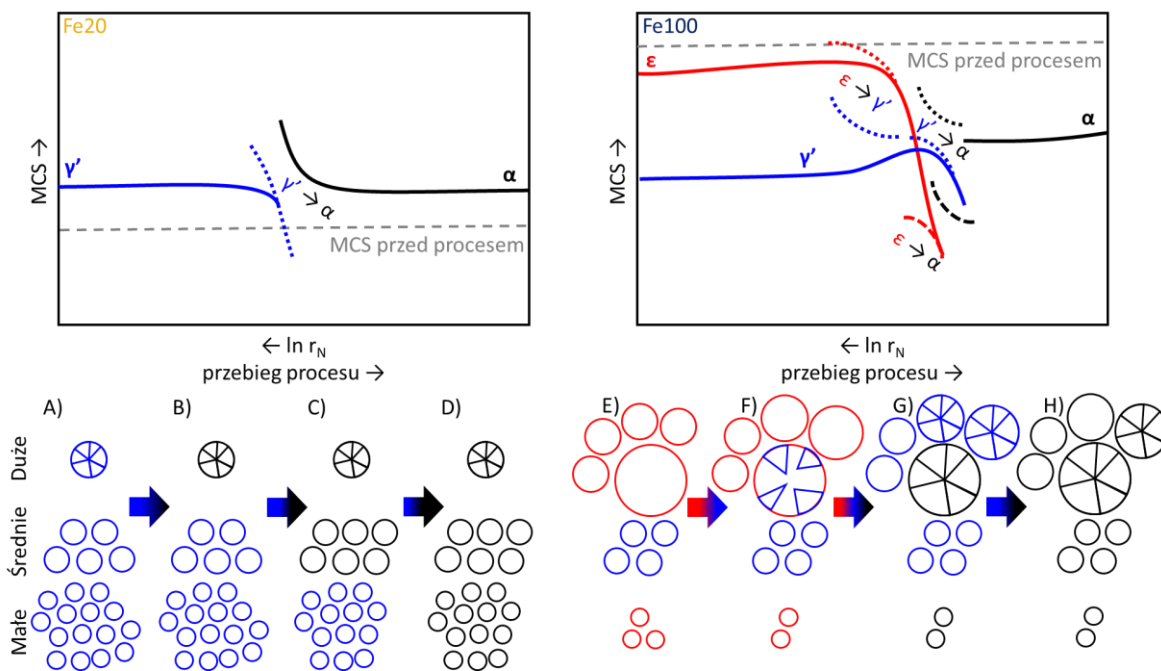 Fe20
MCS →
γ'
γ' → α
α
MCS przed procesem
← ln r_N
przebieg procesu →
Fe100
MCS →
ε
MCS przed procesem
ε → γ'
γ' → α
α
γ'
ε → α
← ln r_N
przebieg procesu →
A) B) C) D)
E) F) G) H)
Duże
Średnie
Małe